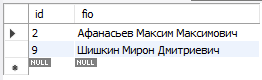 id fio
2 Афанасьев Максим Максимович
9 Шишкин Мирон Дмитриевич
NULL NULL